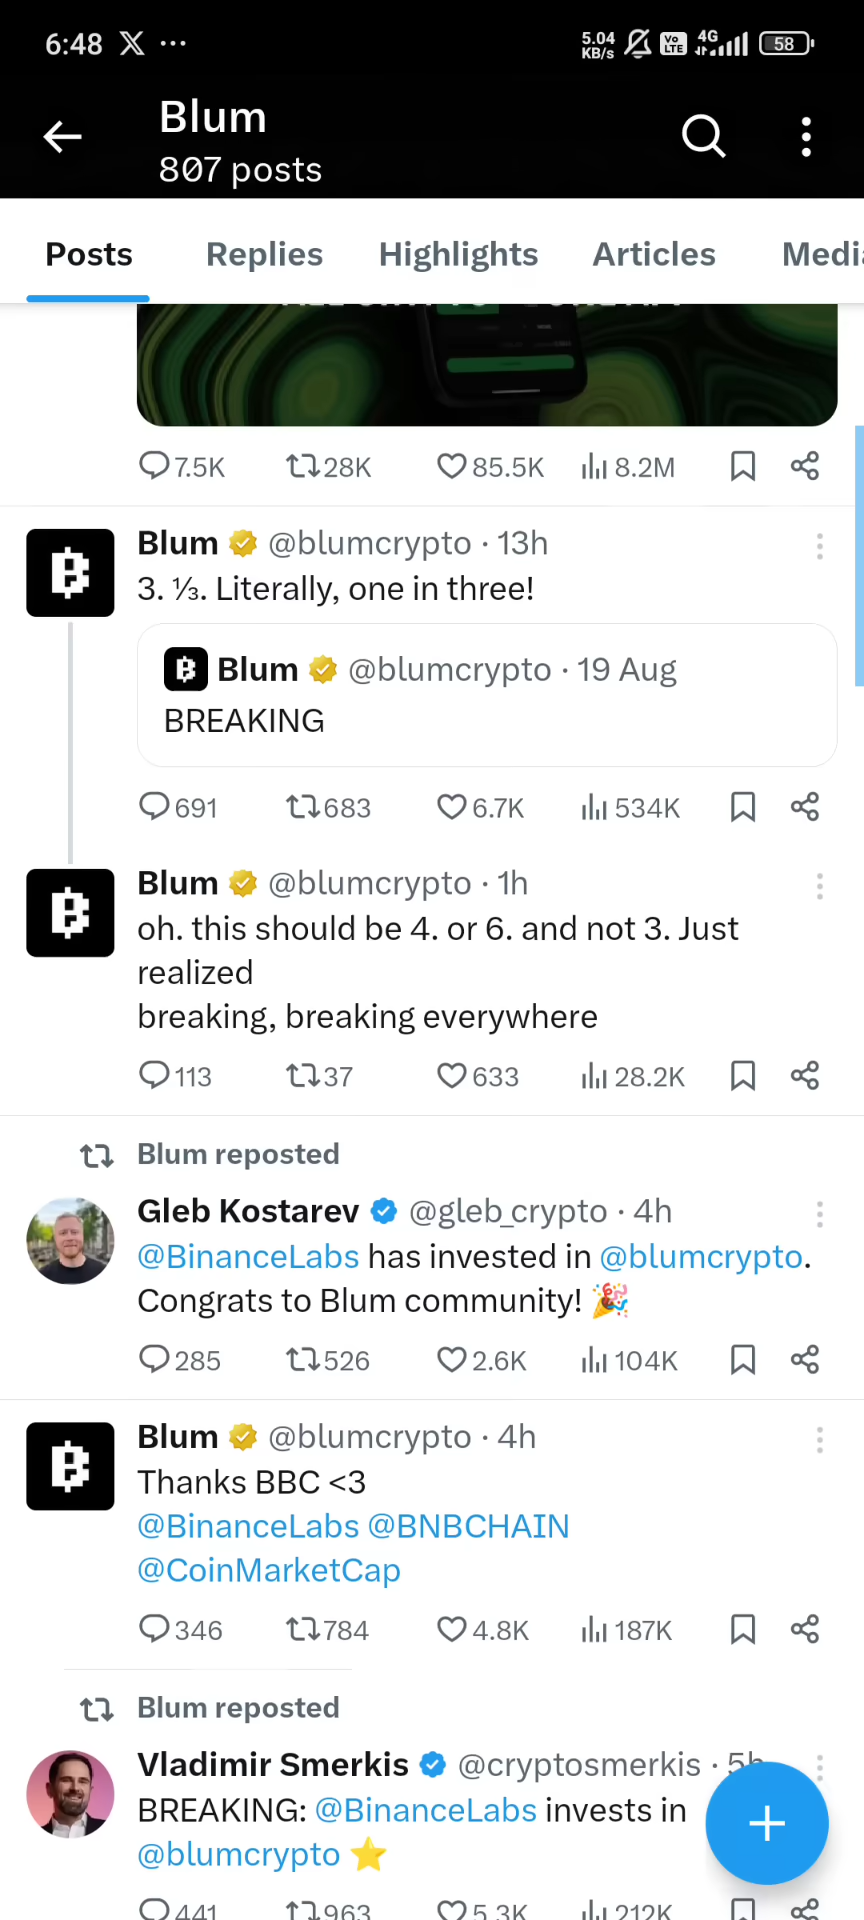 6:48 X ...
5.04 KB/s Vo LTE 4G 58
Blum
807 posts
Posts Replies Highlights Articles Medi
7.5K 28K 85.5K 8.2M
Blum @blumcrypto · 13h
3. ⅓. Literally, one in three!
Blum @blumcrypto · 19 Aug
BREAKING
691 683 6.7K 534K
Blum @blumcrypto · 1h
oh. this should be 4. or 6. and not 3. Just
realized
breaking, breaking everywhere
113 37 633 28.2K
Blum reposted
Gleb Kostarev @gleb_crypto · 4h
@BinanceLabs has invested in @blumcrypto.
Congrats to Blum community! 🎉
285 526 2.6K 104K
Blum @blumcrypto · 4h
Thanks BBC <3
@BinanceLabs @BNBCHAIN
@CoinMarketCap
346 784 4.8K 187K
Blum reposted
Vladimir Smerkis @cryptosmerkis · 5h
BREAKING: @BinanceLabs invests in
@blumcrypto ⭐
441 963 5.3K 212K